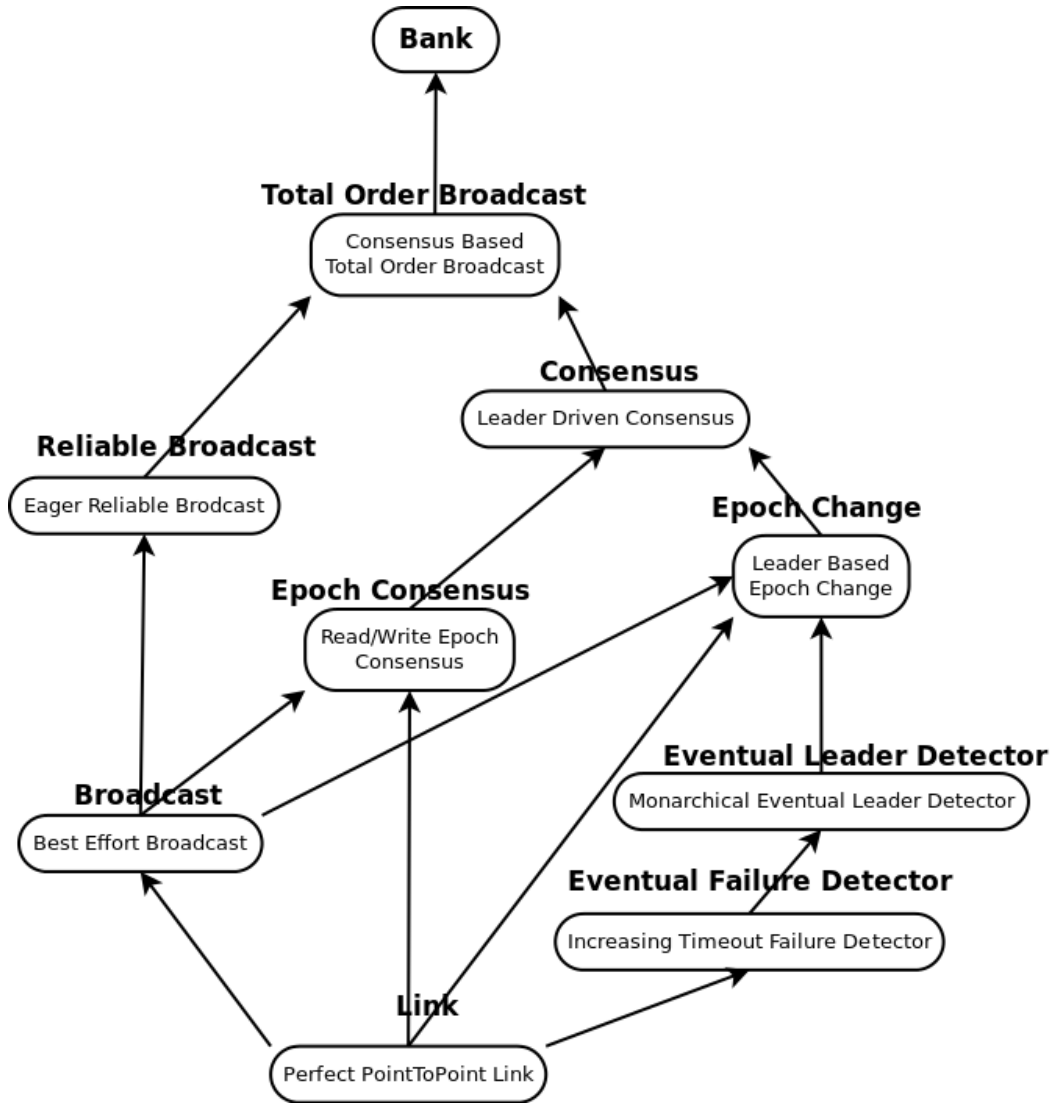 Bank
Total Order Broadcast
Consensus Based
Total Order Broadcast
Consensus
Leader Driven Consensus
Reliable Broadcast
Eager Reliable Brodcast
Epoch Change
Leader Based
Epoch Change
Epoch Consensus
Read/Write Epoch
Consensus
Eventual Leader Detector
Monarchical Eventual Leader Detector
Broadcast
Best Effort Broadcast
Eventual Failure Detector
Increasing Timeout Failure Detector
Link
Perfect PointToPoint Link